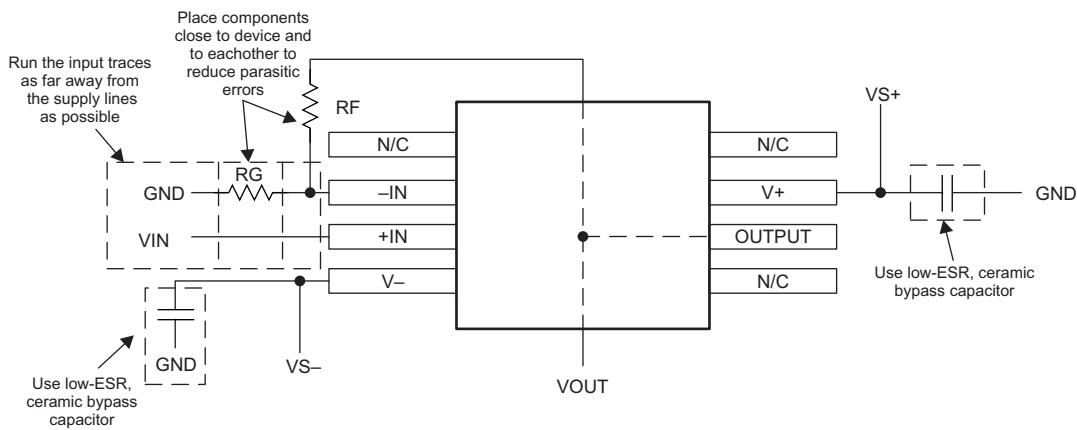 Place components
close to device and
to eachother to
reduce parasitic
errors
Run the input traces
as far away from
the supply lines
as possible
RF
VS+
N/C
N/C
RG
GND
–IN
V+
GND
VIN
+IN
OUTPUT
V–
N/C
Use low-ESR, ceramic
bypass capacitor
GND
VS–
VOUT
Use low-ESR,
ceramic bypass
capacitor